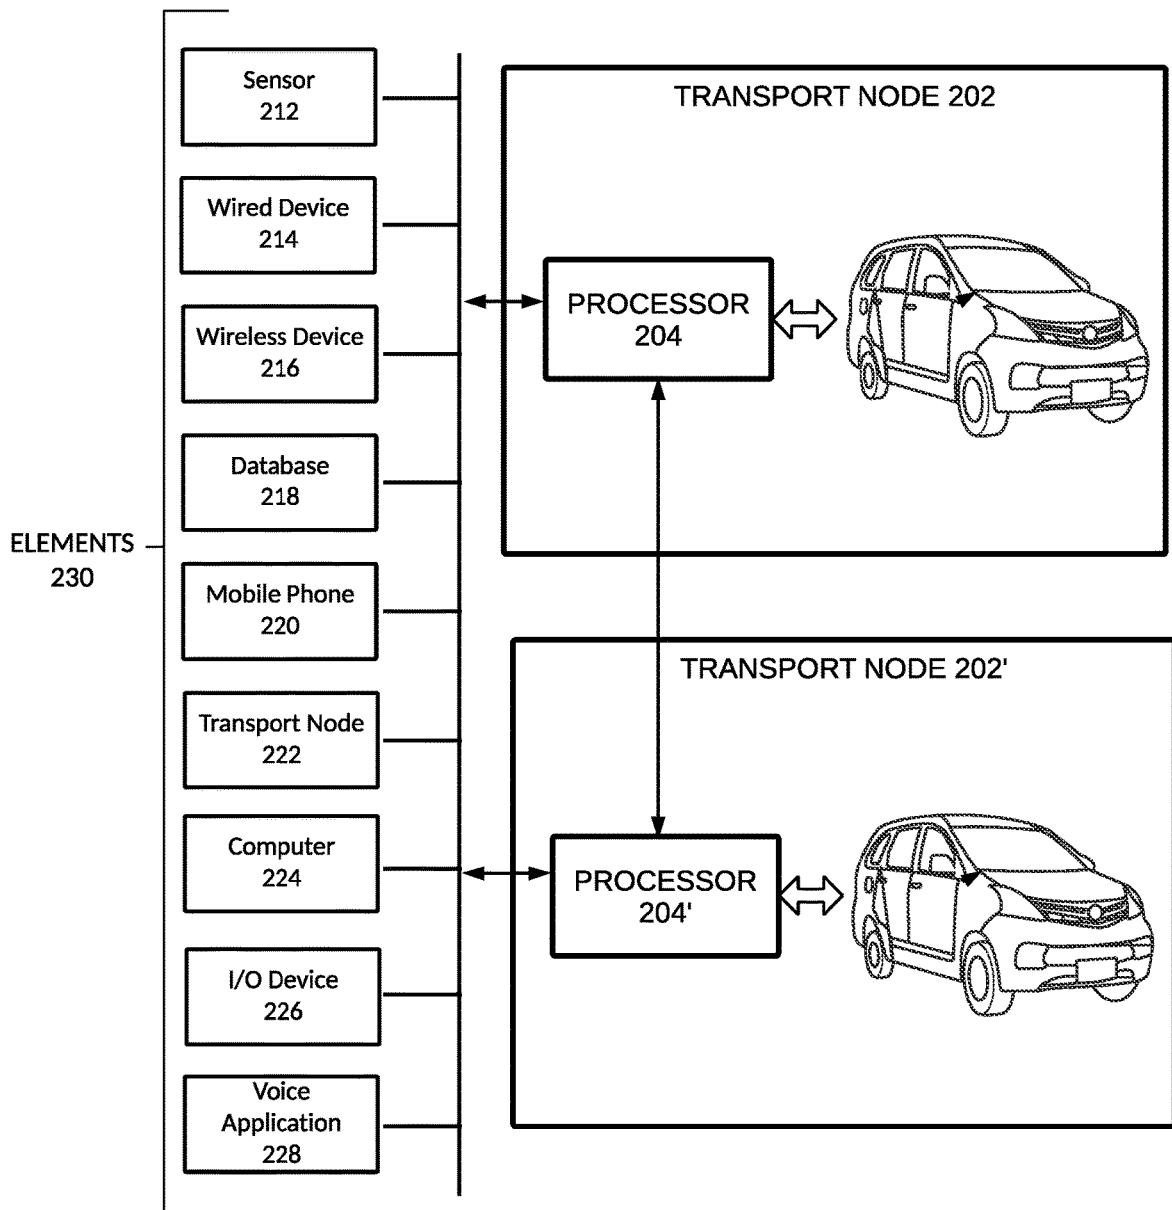 ELEMENTS
230
Sensor
212
Wired Device
214
Wireless Device
216
Database
218
Mobile Phone
220
Transport Node
222
Computer
224
I/O Device
226
Voice
Application
228
TRANSPORT NODE 202
PROCESSOR
204
TRANSPORT NODE 202'
PROCESSOR
204'